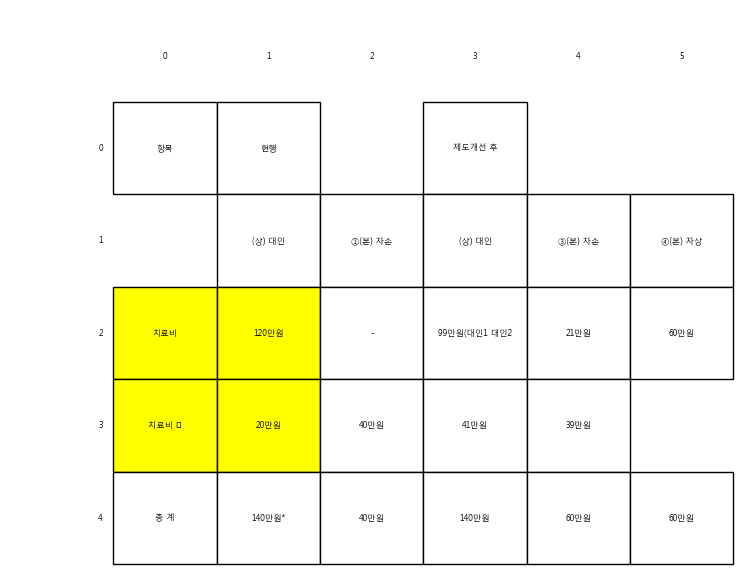 0 1 2 3 4 5
0 항목 현행 제도개선 후
1 (상) 대인 ①(본) 자손 (상) 대인 ③(본) 자손 ④(본) 자상
2 치료비 120만원 - 99만원(대인1 대인2 21만원 60만원
3 치료비 □ 20만원 40만원 41만원 39만원
4 총 계 140만원* 40만원 140만원 60만원 60만원